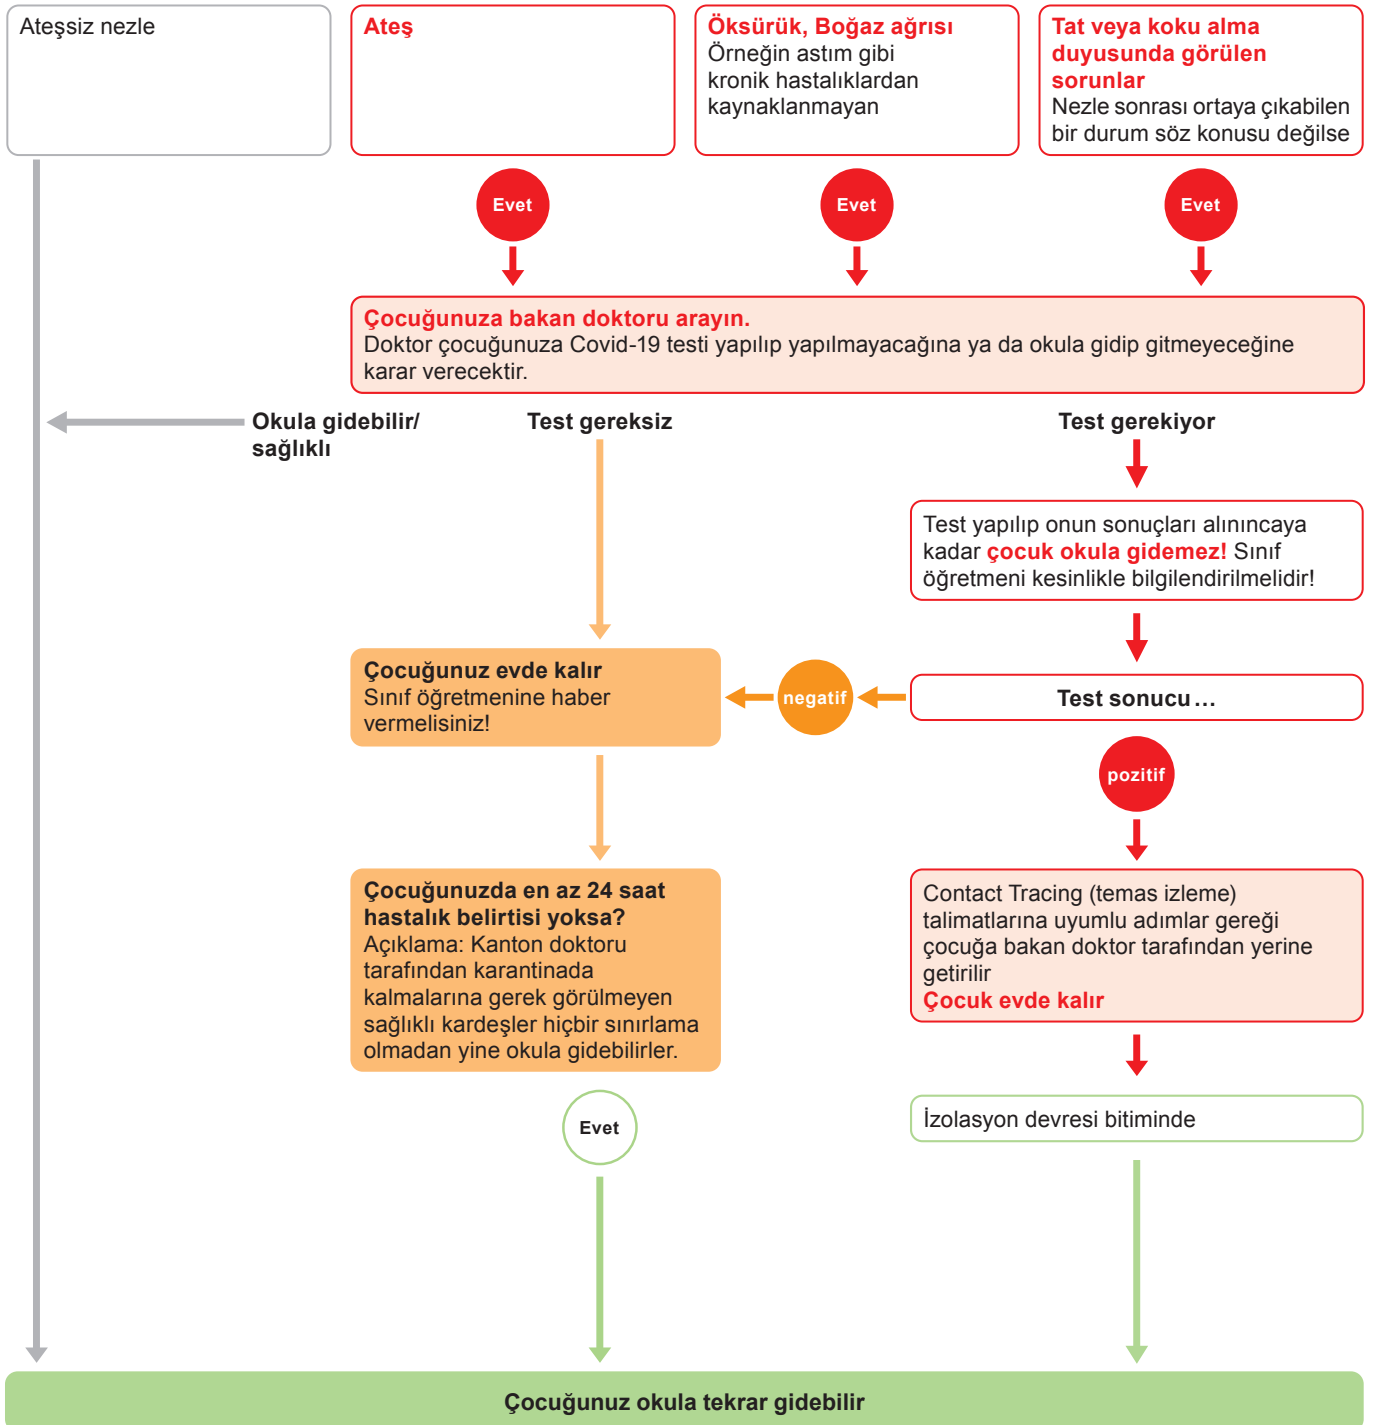 Ateşsiz nezle
Ateş
Öksürük, Boğaz ağrısı
Örneğin astım gibi
kronik hastalıklardan
kaynaklanmayan
Tat veya koku alma
duyusunda görülen
sorunlar
Nezle sonrası ortaya çıkabilen
bir durum söz konusu değilse
Evet
Evet
Evet
Çocuğunuza bakan doktoru arayın.
Doktor çocuğunuza Covid-19 testi yapılıp yapılmayacağına ya da okula gidip gitmeyeceğine
karar verecektir.
Okula gidebilir/
sağlıklı
Test gereksiz
Test gerekiyor
Test yapılıp onun sonuçları alınıncaya
kadar çocuk okula gidemez! Sınıf
öğretmeni kesinlikle bilgilendirilmelidir!
Çocuğunuz evde kalır
Sınıf öğretmenine haber
vermelisiniz!
negatif
Test sonucu...
pozitif
Çocuğunuzda en az 24 saat
hastalık belirtisi yoksa?
Açıklama: Kanton doktoru
tarafından karantinada
kalmalarına gerek görülmeyen
sağlıklı kardeşler hiçbir sınırlama
olmadan yine okula gidebilirler.
Contact Tracing (temas izleme)
talimatlarına uyumlu adımlar gereği
çocuğa bakan doktor tarafından yerine
getirilir
Çocuk evde kalır
Evet
İzolasyon devresi bitiminde
Çocuğunuz okula tekrar gidebilir